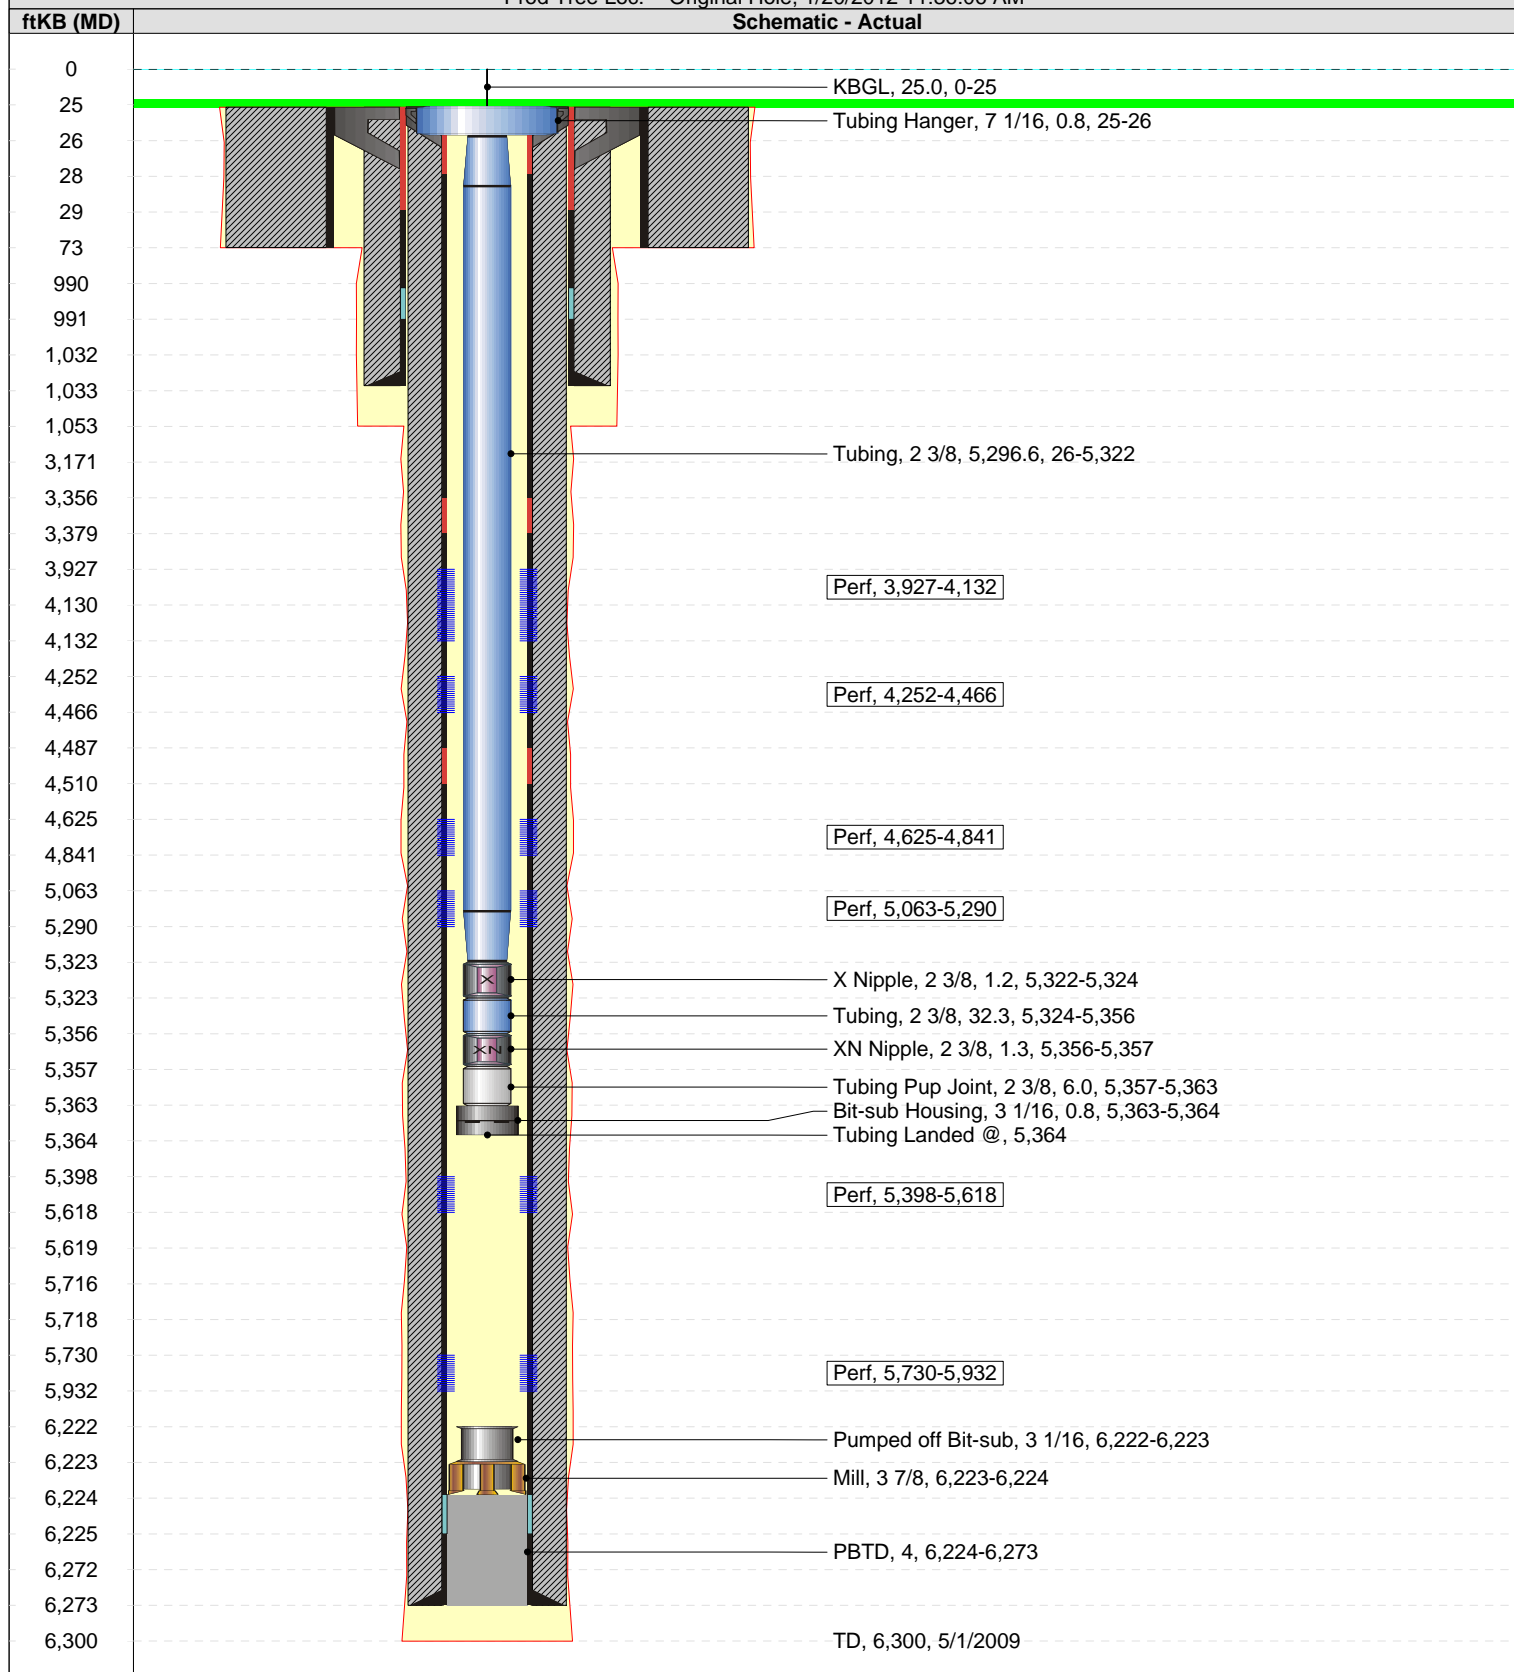 ftKB (MD)
Schematic - Actual
0
KBGL, 25.0, 0-25
25
Tubing Hanger, 7 1/16, 0.8, 25-26
26
28
29
73
990
991
1,032
1,033
1,053
Tubing, 2 3/8, 5,296.6, 26-5,322
3,171
3,356
3,379
3,927
Perf, 3,927-4,132
4,130
4,132
4,252
Perf, 4,252-4,466
4,466
4,487
4,510
4,625
Perf, 4,625-4,841
4,841
5,063
Perf, 5,063-5,290
5,290
5,323
X Nipple, 2 3/8, 1.2, 5,322-5,324
X
5,323
Tubing, 2 3/8, 32.3, 5,324-5,356
5,356
XN Nipple, 2 3/8, 1.3, 5,356-5,357
XN
5,357
Tubing Pup Joint, 2 3/8, 6.0, 5,357-5,363
5,363
Bit-sub Housing, 3 1/16, 0.8, 5,363-5,364
Tubing Landed @, 5,364
5,364
5,398
Perf, 5,398-5,618
5,618
5,619
5,716
5,718
5,730
Perf, 5,730-5,932
5,932
6,222
Pumped off Bit-sub, 3 1/16, 6,222-6,223
6,223
Mill, 3 7/8, 6,223-6,224
6,224
6,225
PBTD, 4, 6,224-6,273
6,272
6,273
6,300
TD, 6,300, 5/1/2009